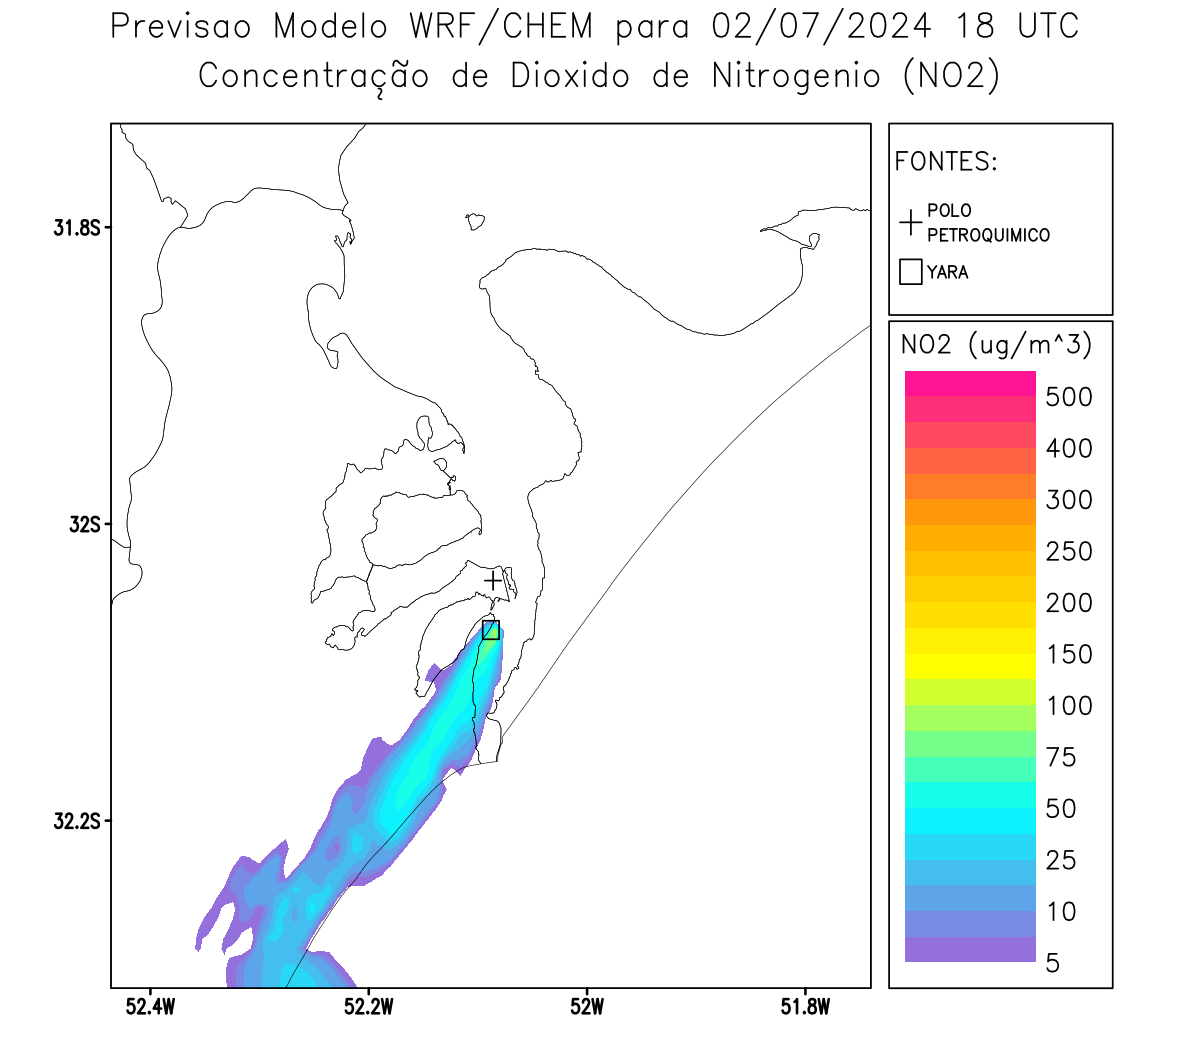 Previsao Modelo WRF/CHEM para 02/07/2024 18 UTC
Concentração de Dioxido de Nitrogenio (NO2)
FONTES:
POLO
PETROQUIMICO
YARA
NO2 (ug/m^3)
500
400
300
250
200
150
100
75
50
25
10
5
31.8S
32S
32.2S
52.4W
52.2W
52W
51.8W